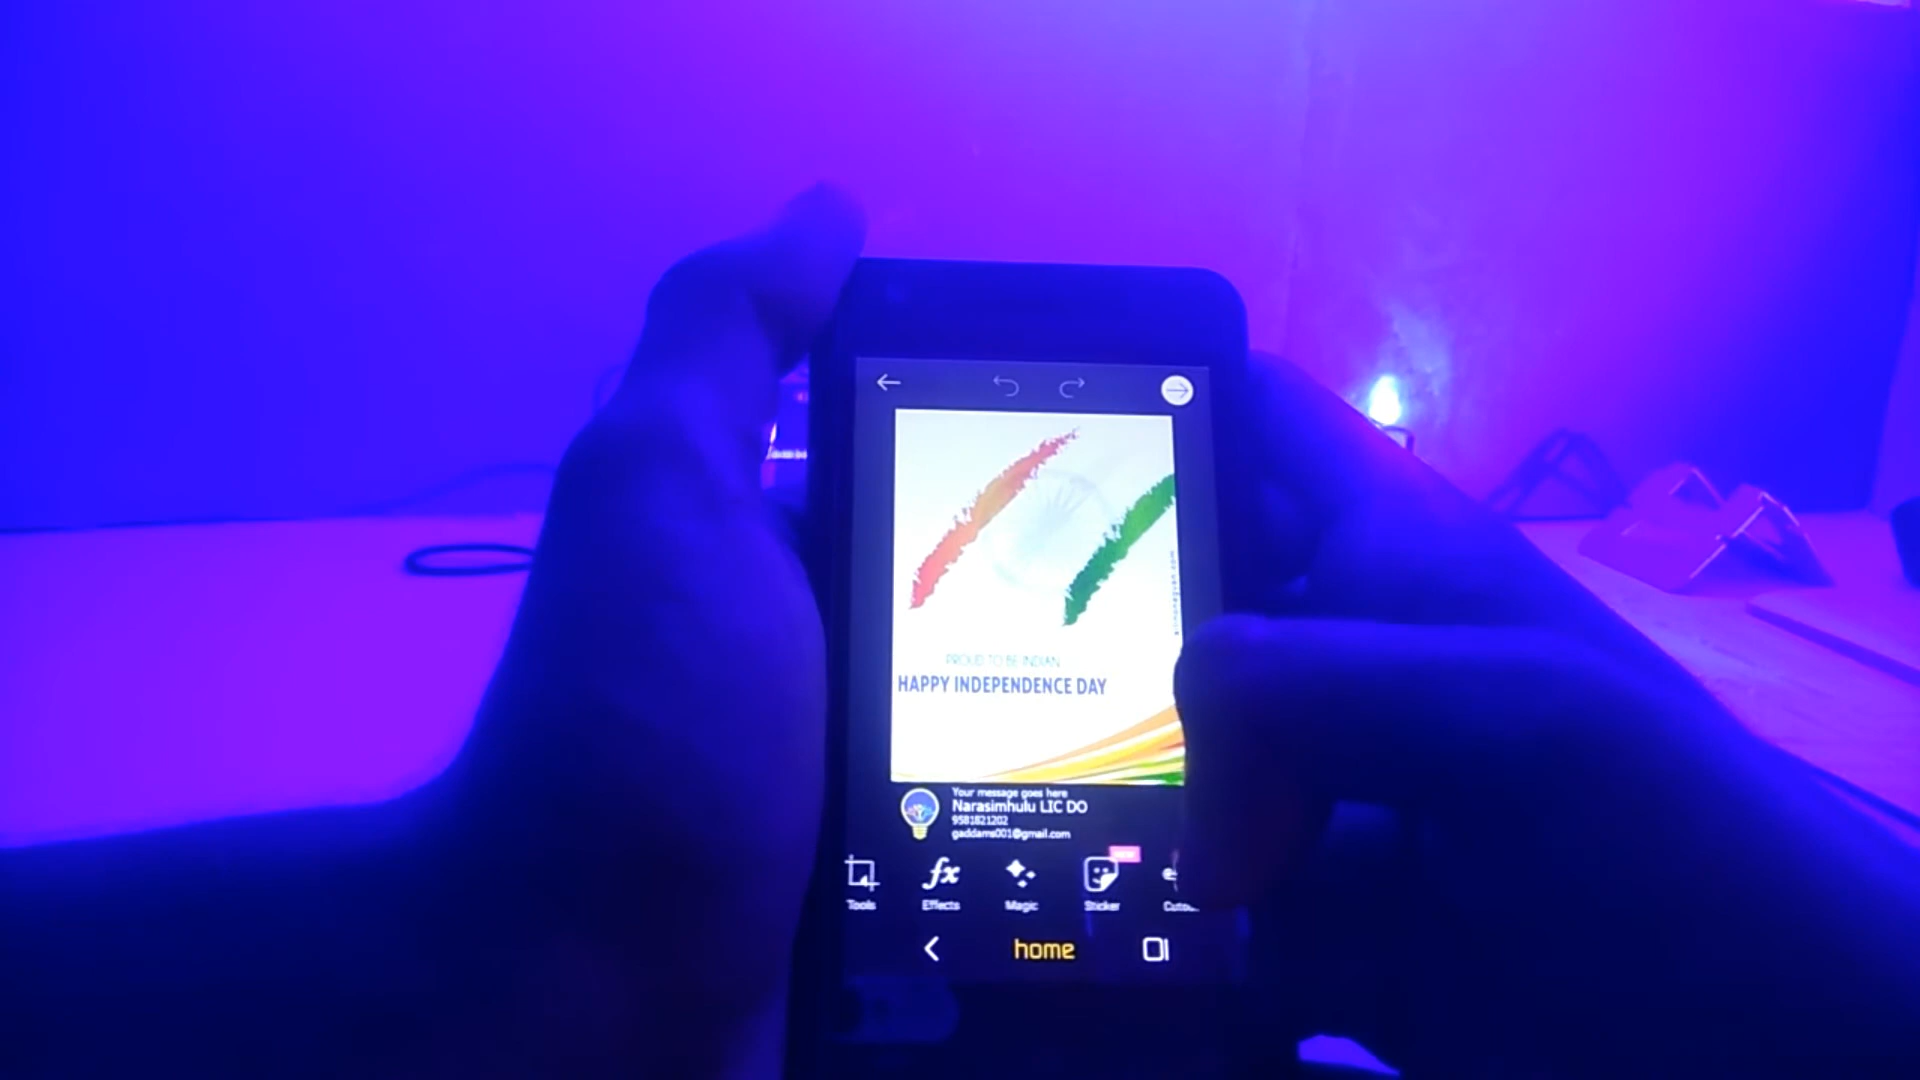 PROUD TO BE INDIAN
HAPPY INDEPENDENCE DAY
Your message goes here
Narasimhulu LIC DO
9581821202
gaddams001@gmail.com
Tools
Effects
Magic
Sticker
home